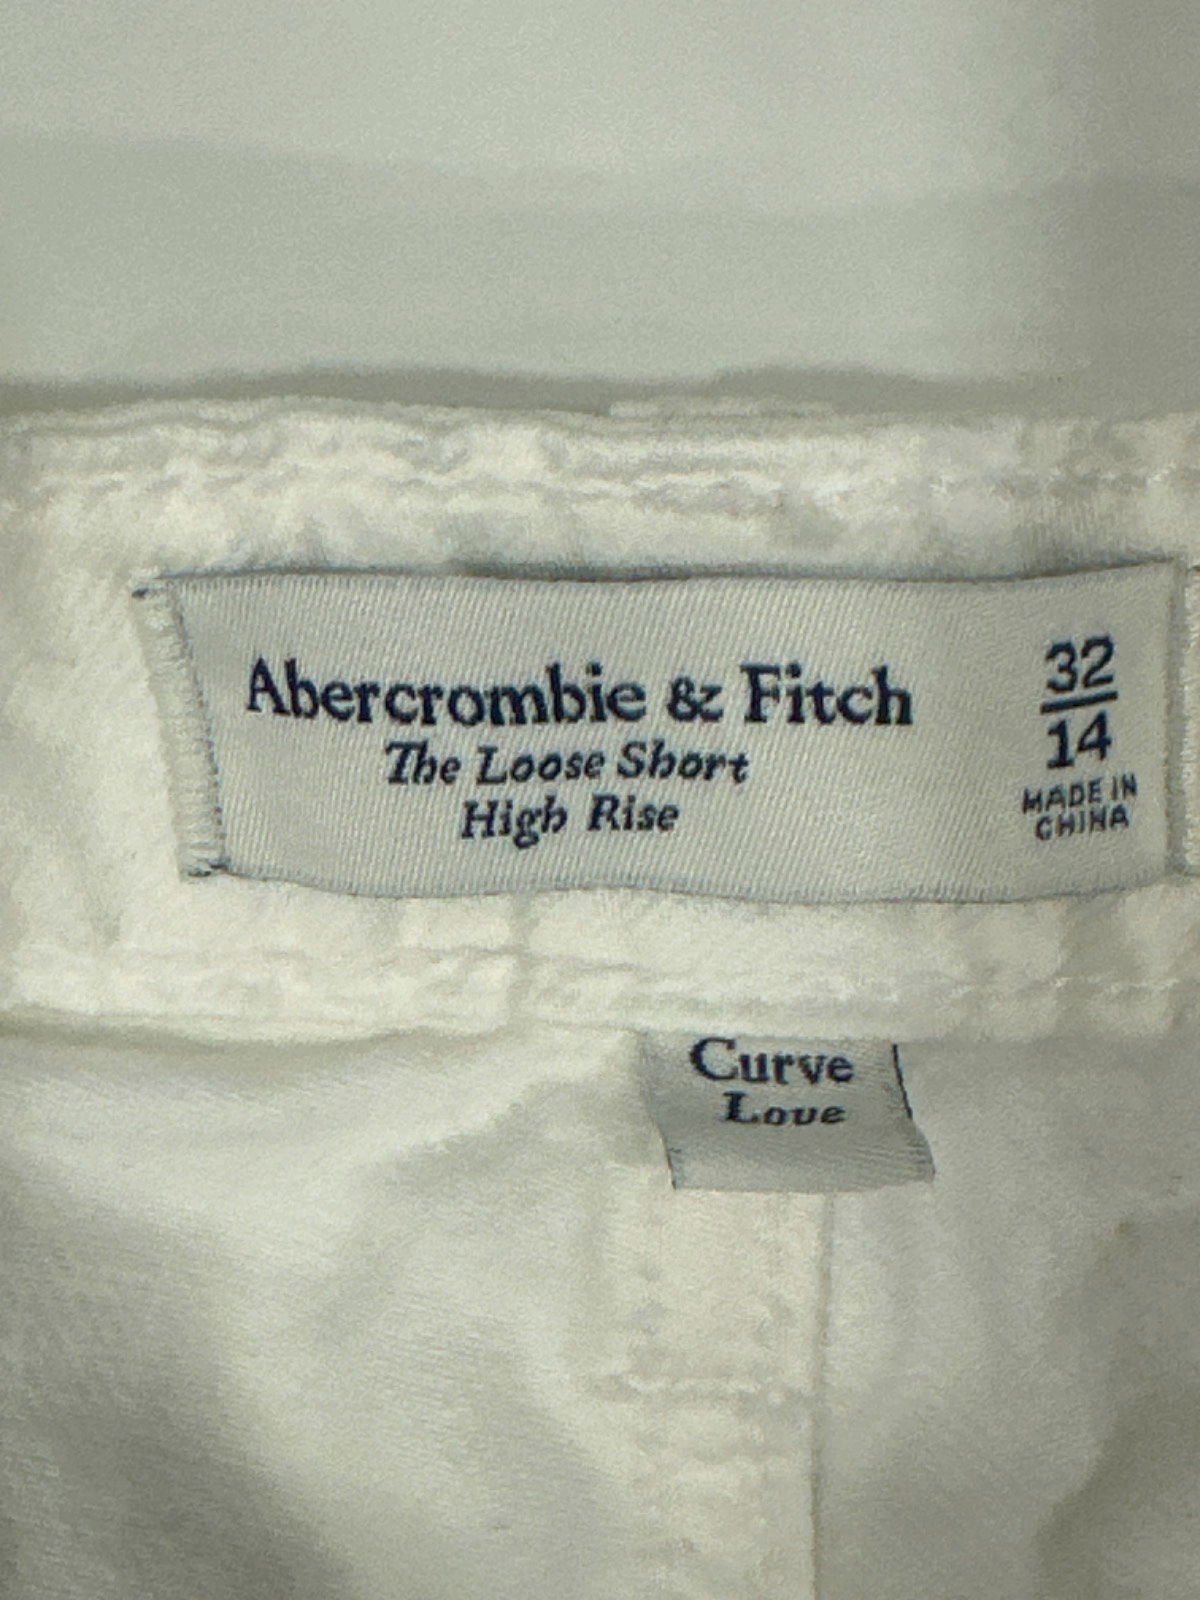 Abercrombie & Fitch
The Loose Short
High Rise
32
14
MADE IN
CHINA
Curve
Love